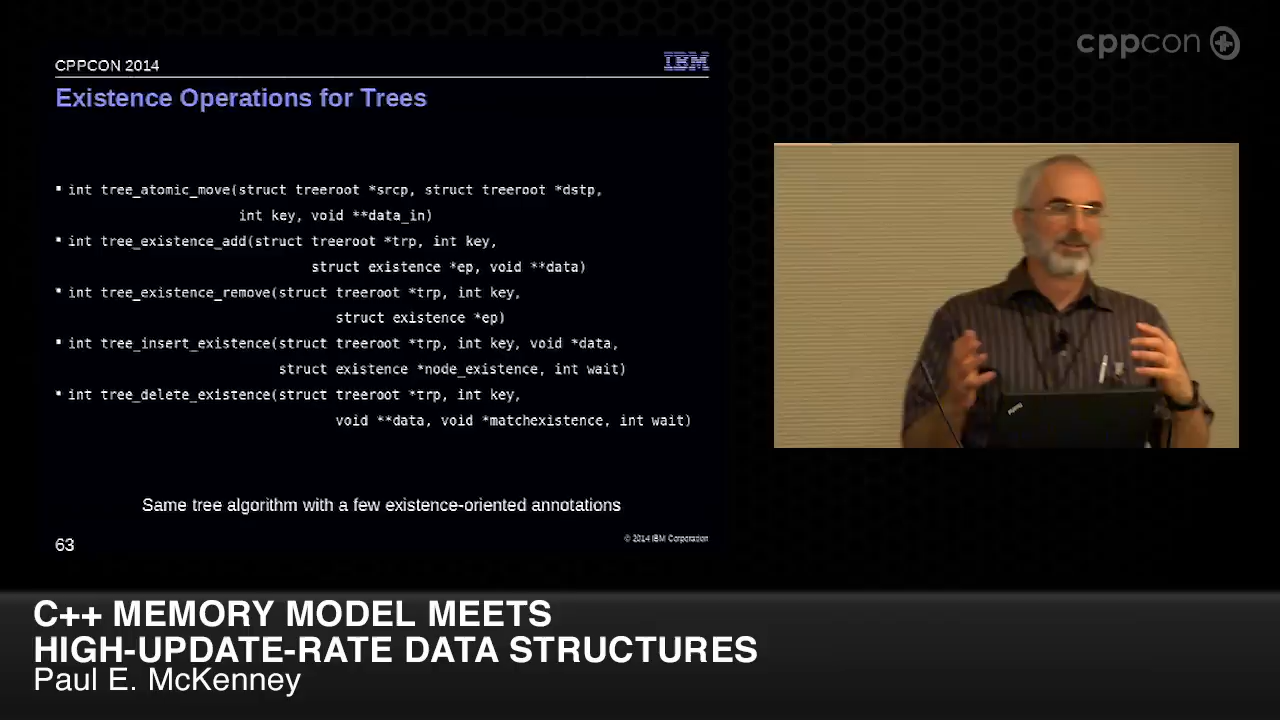 cppcon
CPPCON 2014
IBM
Existence Operations for Trees
▪ int tree_atomic_move(struct treeroot *srcp, struct treeroot *dstp,
int key, void **data_in)
▪ int tree_existence_add(struct treeroot *trp, int key,
struct existence *ep, void **data)
▪ int tree_existence_remove(struct treeroot *trp, int key,
struct existence *ep)
▪ int tree_insert_existence(struct treeroot *trp, int key, void *data,
struct existence *node_existence, int wait)
▪ int tree_delete_existence(struct treeroot *trp, int key,
void **data, void *matchexistence, int wait)
Same tree algorithm with a few existence-oriented annotations
63
© 2014 IBM Corporation
C++ MEMORY MODEL MEETS
HIGH-UPDATE-RATE DATA STRUCTURES
Paul E. McKenney